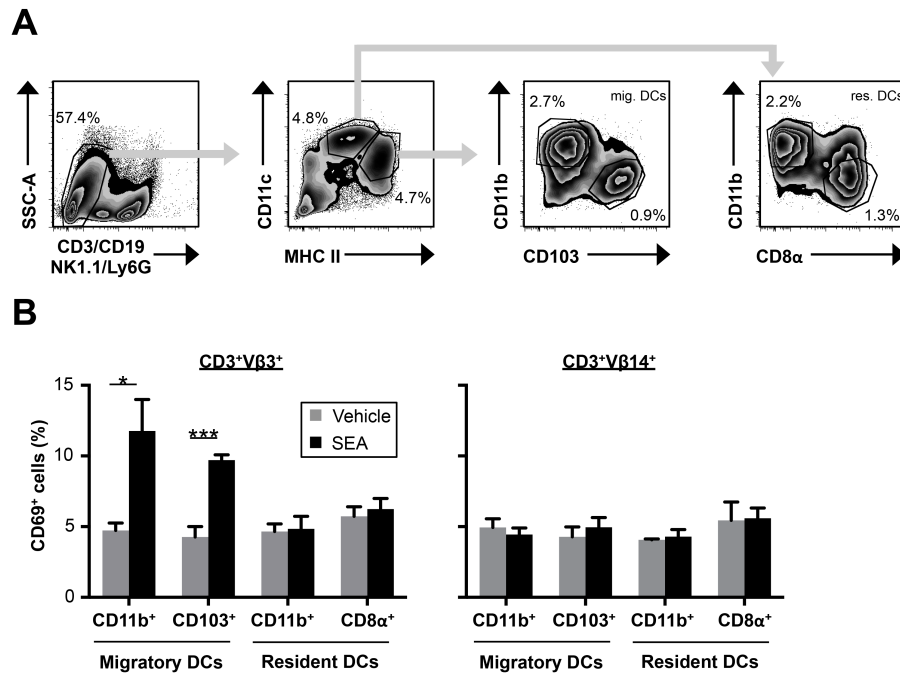 A
57.4%
SSC-A
CD3/CD19
NK1.1/Ly6G
4.8%
4.7%
CD11c
MHC II
2.7%
mig. DCs
0.9%
CD11b
CD103
2.2%
res. DCs
1.3%
CD11b
CD8α
B
CD3⁺Vβ3⁺
CD3⁺Vβ14⁺
15
10
5
0
CD69⁺ cells (%)
*
***
Vehicle
SEA
CD11b⁺ CD103⁺ CD11b⁺ CD8α⁺
Migratory DCs Resident DCs
CD11b⁺ CD103⁺ CD11b⁺ CD8α⁺
Migratory DCs Resident DCs